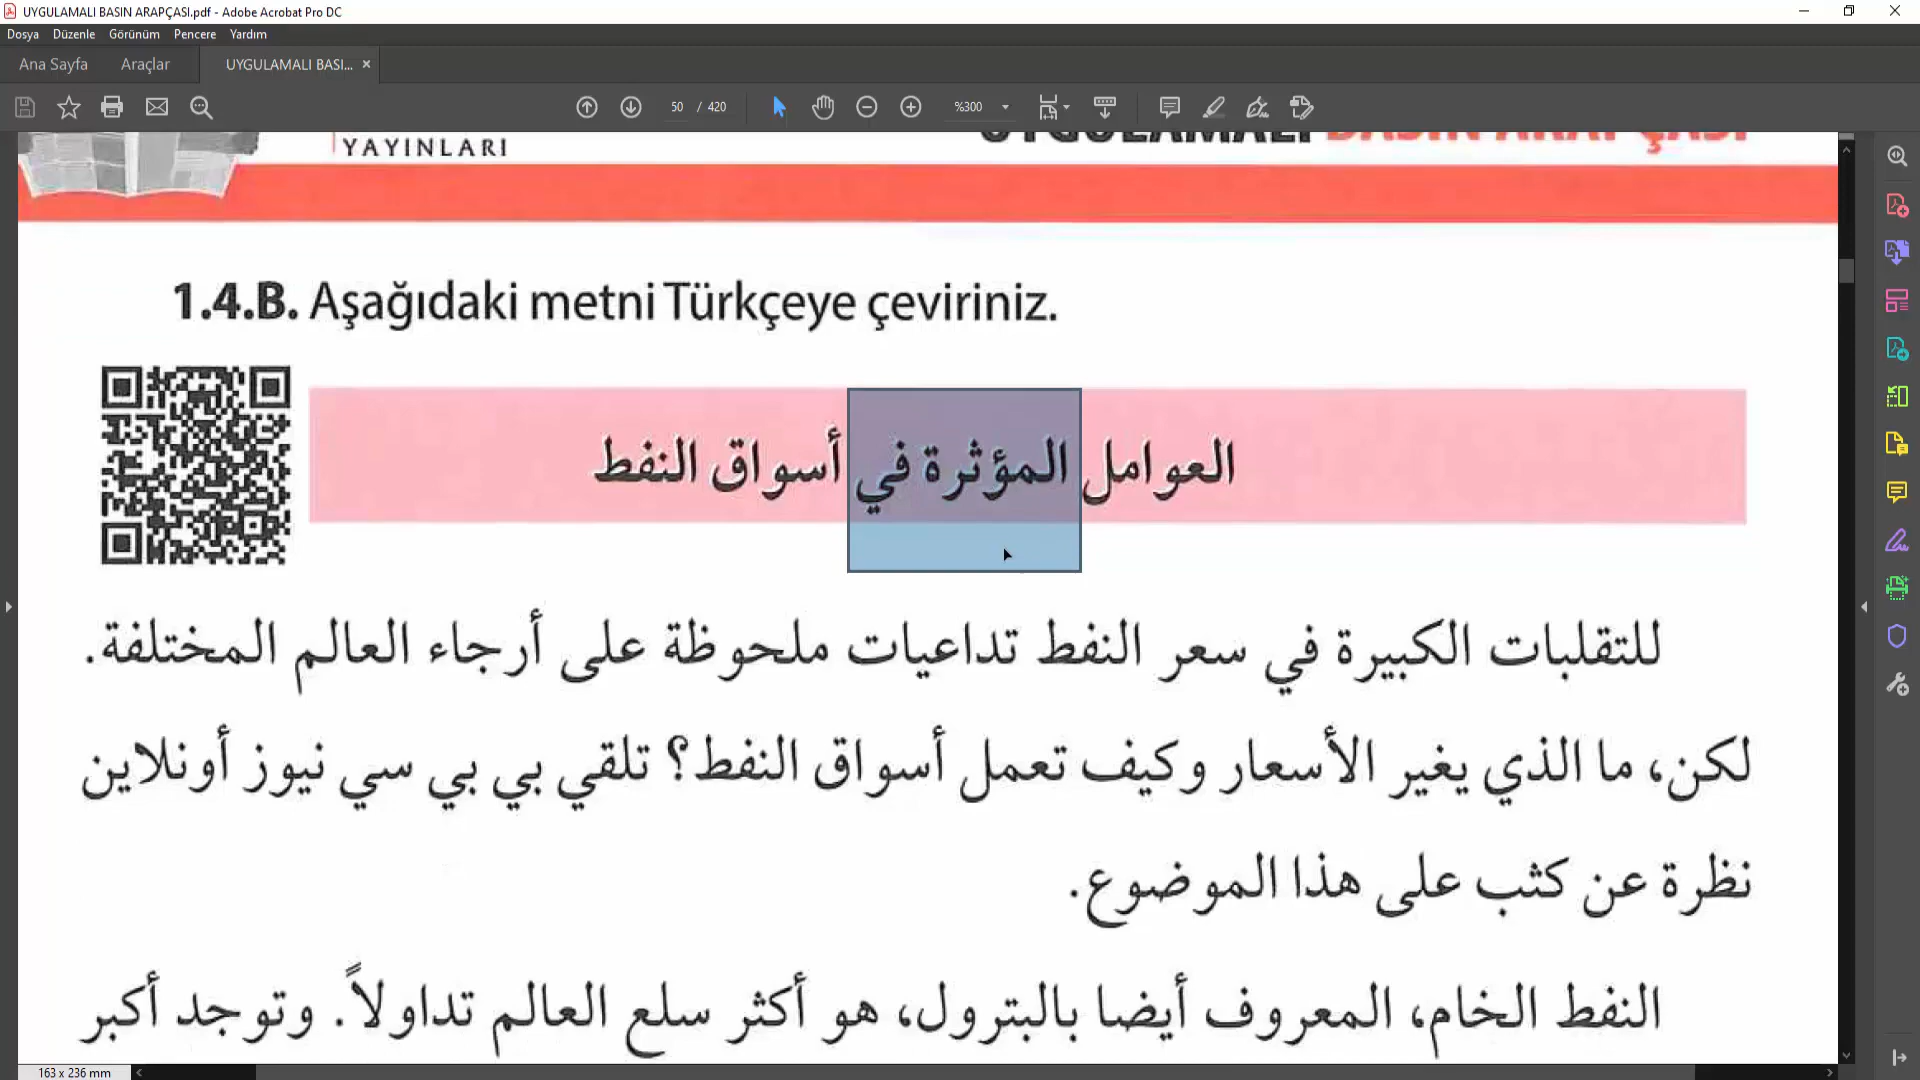 UYGULAMALI BASIN ARAPÇASI.pdf - Adobe Acrobat Pro DC
Dosya Düzenle Görünüm Pencere Yardım
Ana Sayfa Araçlar UYGULAMALI BASI... ×
50 / 420 %300
YAYINLARI UYGULAMALI BASIN ARAPÇASI
1.4.B. Aşağıdaki metni Türkçeye çeviriniz.
العوامل المؤثرة في أسواق النفط
للتقلبات الكبيرة في سعر النفط تداعيات ملحوظة على أرجاء العالم المختلفة.
لكن، ما الذي يغير الأسعار وكيف تعمل أسواق النفط؟ تلقي بي بي سي نيوز أونلاين
نظرة عن كثب على هذا الموضوع.
النفط الخام، المعروف أيضا بالبترول، هو أكثر سلع العالم تداولاً. وتوجد أكبر
163 x 236 mm